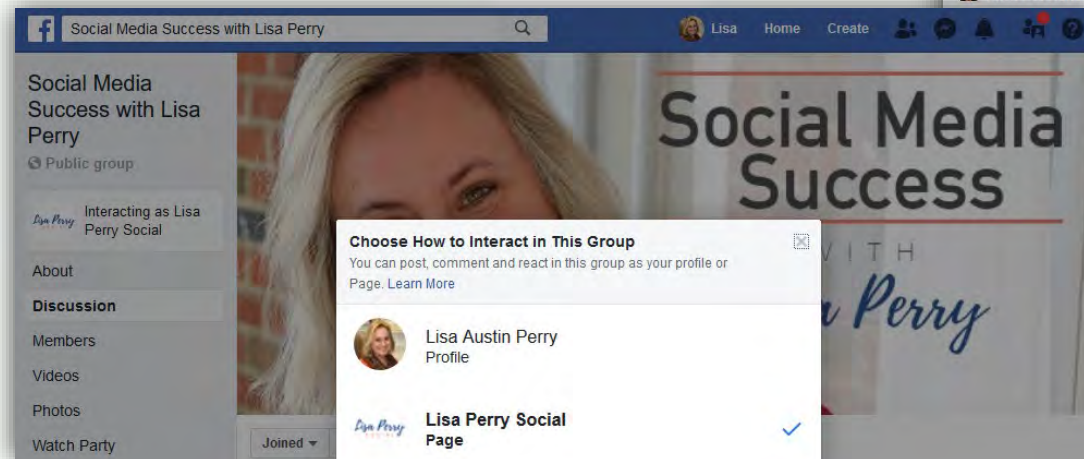 Social Media Success with Lisa Perry
Lisa
Home
Create
Social Media
Success with Lisa
Perry
Public group
Lisa Perry
Interacting as Lisa
Perry Social
About
Discussion
Members
Videos
Photos
Watch Party
Social Media
Success
WITH
Perry
Choose How to Interact in This Group
You can post, comment and react in this group as your profile or
Page. Learn More
Lisa Austin Perry
Profile
Lisa Perry
Lisa Perry Social
Page
Joined